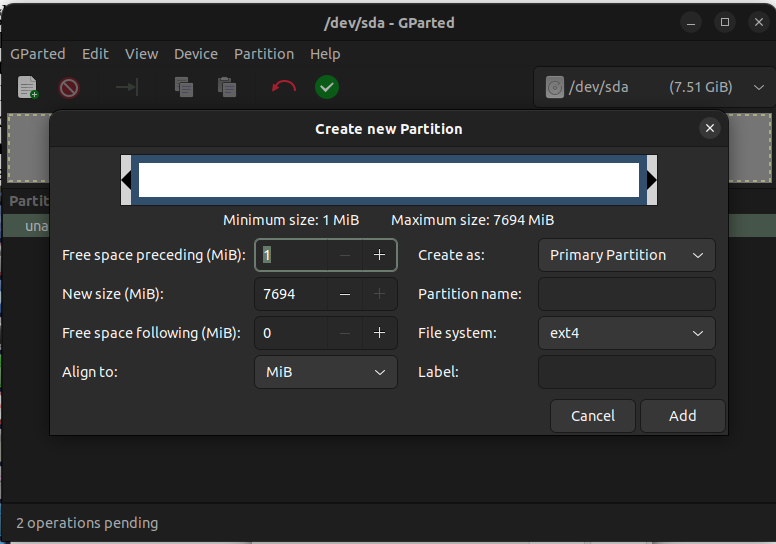 /dev/sda - GParted
GParted Edit View Device Partition Help
/dev/sda (7.51 GiB)
Create new Partition
Minimum size: 1 MiB Maximum size: 7694 MiB
Free space preceding (MiB): 1 Create as: Primary Partition
New size (MiB): 7694 Partition name:
Free space following (MiB): 0 File system: ext4
Align to: MiB Label:
Cancel Add
2 operations pending